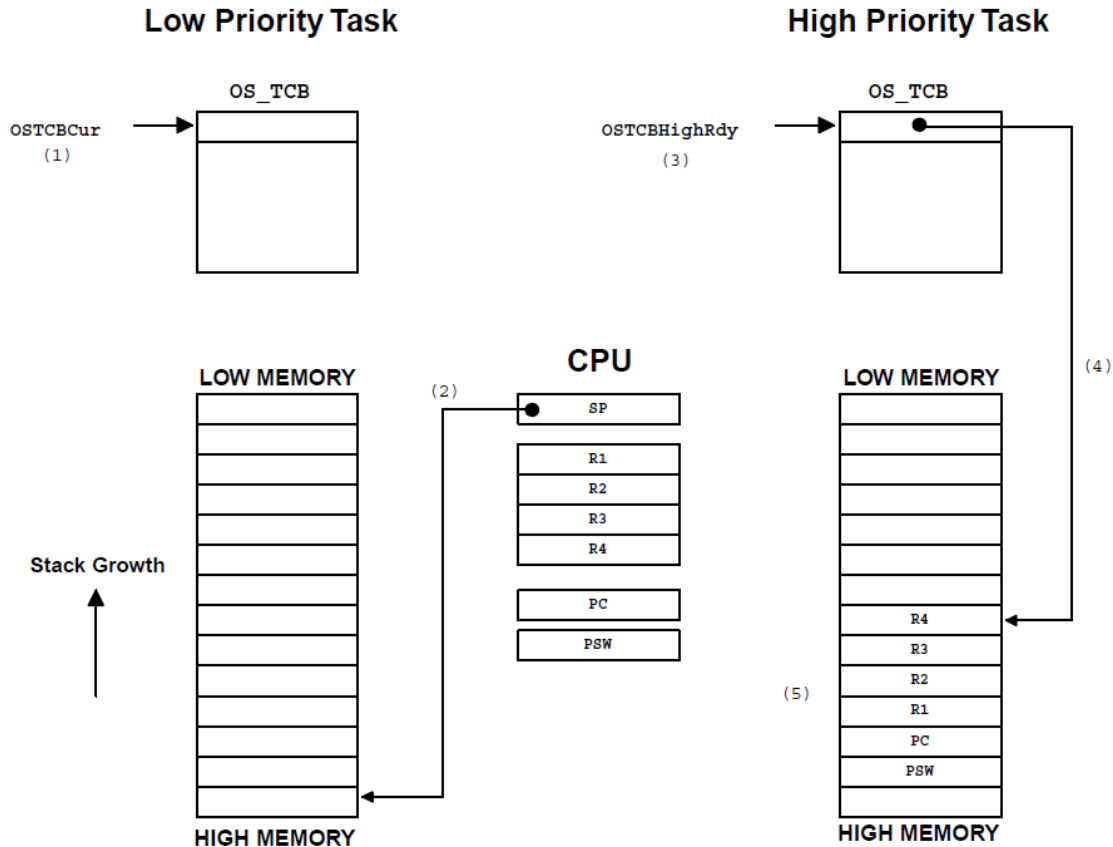 Low Priority Task
High Priority Task
OS_TCB
OS_TCB
OSTCBCur
(1)
OSTCBHighRdy
(3)
CPU
(4)
LOW MEMORY
(2)
LOW MEMORY
SP
R1
R2
R3
R4
Stack Growth
PC
PSW
R4
R3
R2
(5)
R1
PC
PSW
HIGH MEMORY
HIGH MEMORY